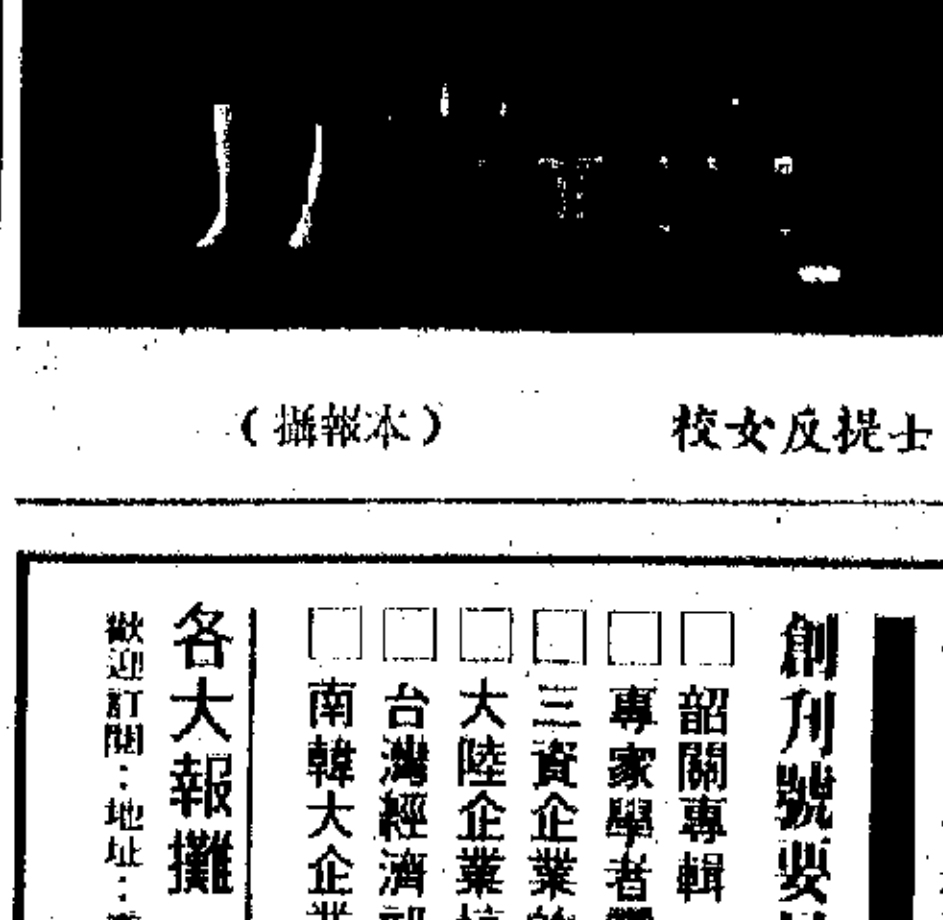 校女反提士
（攝報本）
創刊號要
韶關專輯
專家學者
三資企業
大陸企業
台灣經濟
南韓大企業
各大報攤
歡迎訂閱：地址：